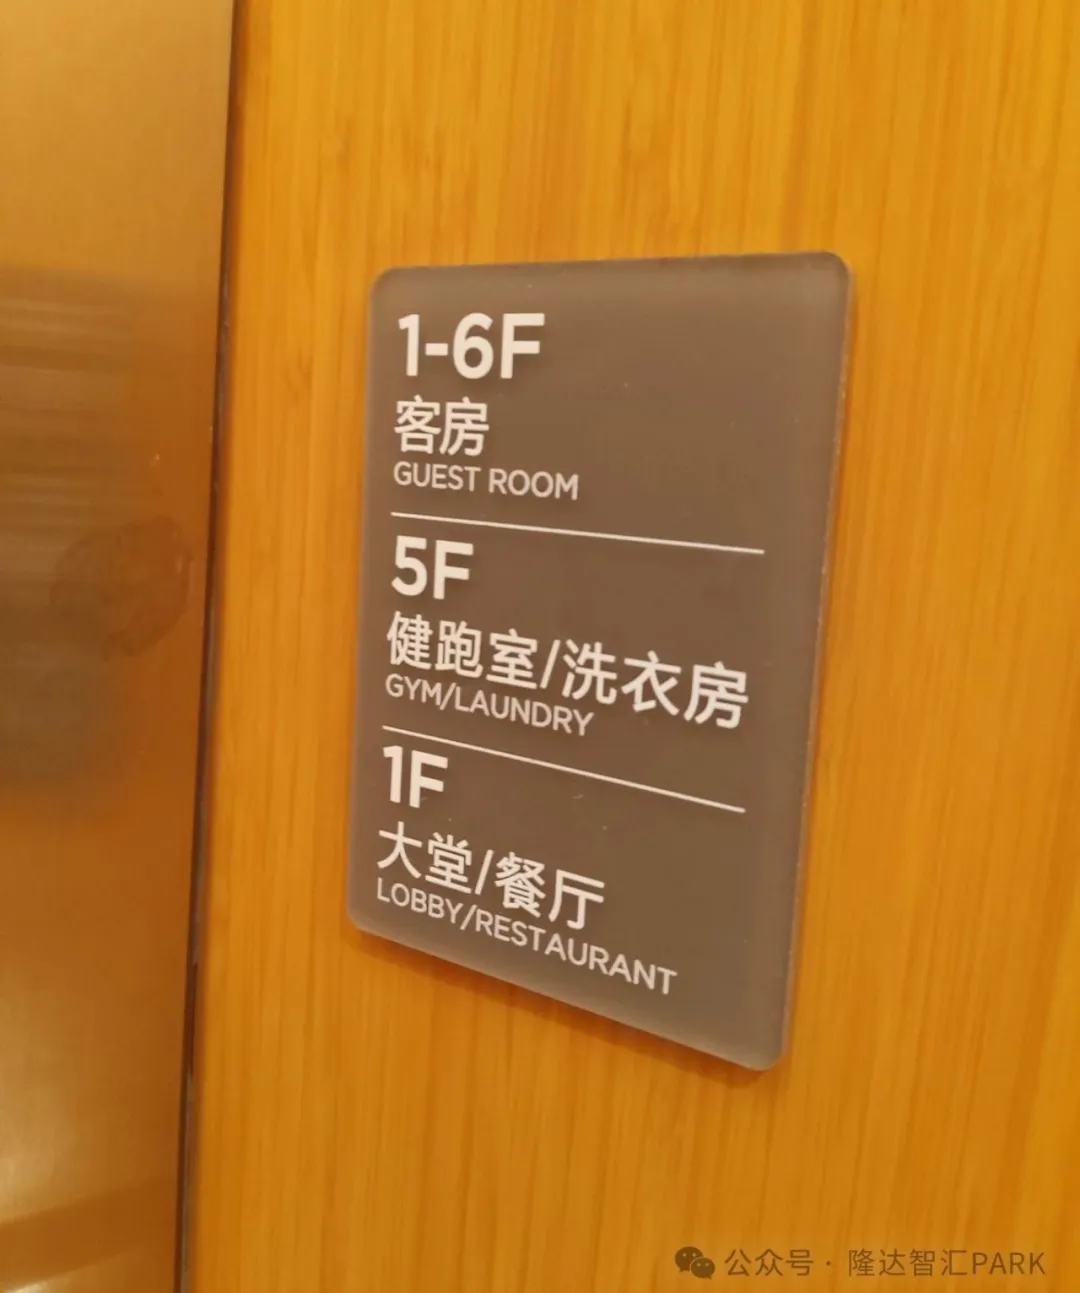 1-6F
客房
GUEST ROOM
5F
健跑室/洗衣房
GYM/LAUNDRY
1F
大堂/餐厅
LOBBY/RESTAURANT
公众号 · 隆达智汇PARK